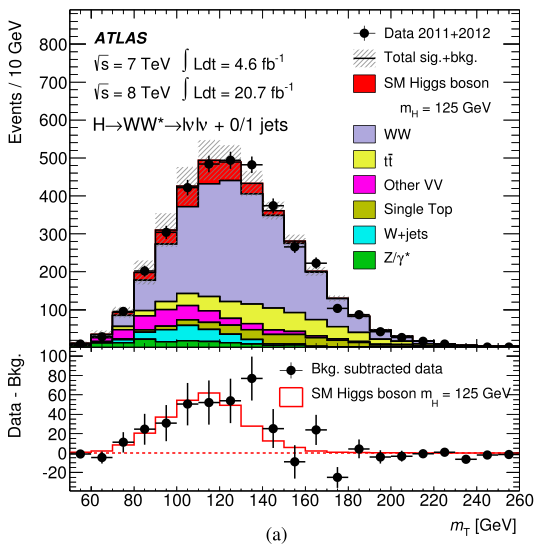 Events / 10 GeV
800
700
600
500
400
300
200
100
ATLAS
√s = 7 TeV ∫ Ldt = 4.6 fb⁻¹
√s = 8 TeV ∫ Ldt = 20.7 fb⁻¹
H→WW*→lνlν + 0/1 jets
Data 2011+2012
Total sig.+bkg.
SM Higgs boson
m_H = 125 GeV
WW
tt̄
Other VV
Single Top
W+jets
Z/γ*
Data - Bkg.
100
80
60
40
20
0
-20
Bkg. subtracted data
SM Higgs boson m_H = 125 GeV
60 80 100 120 140 160 180 200 220 240 260
m_T [GeV]
(a)